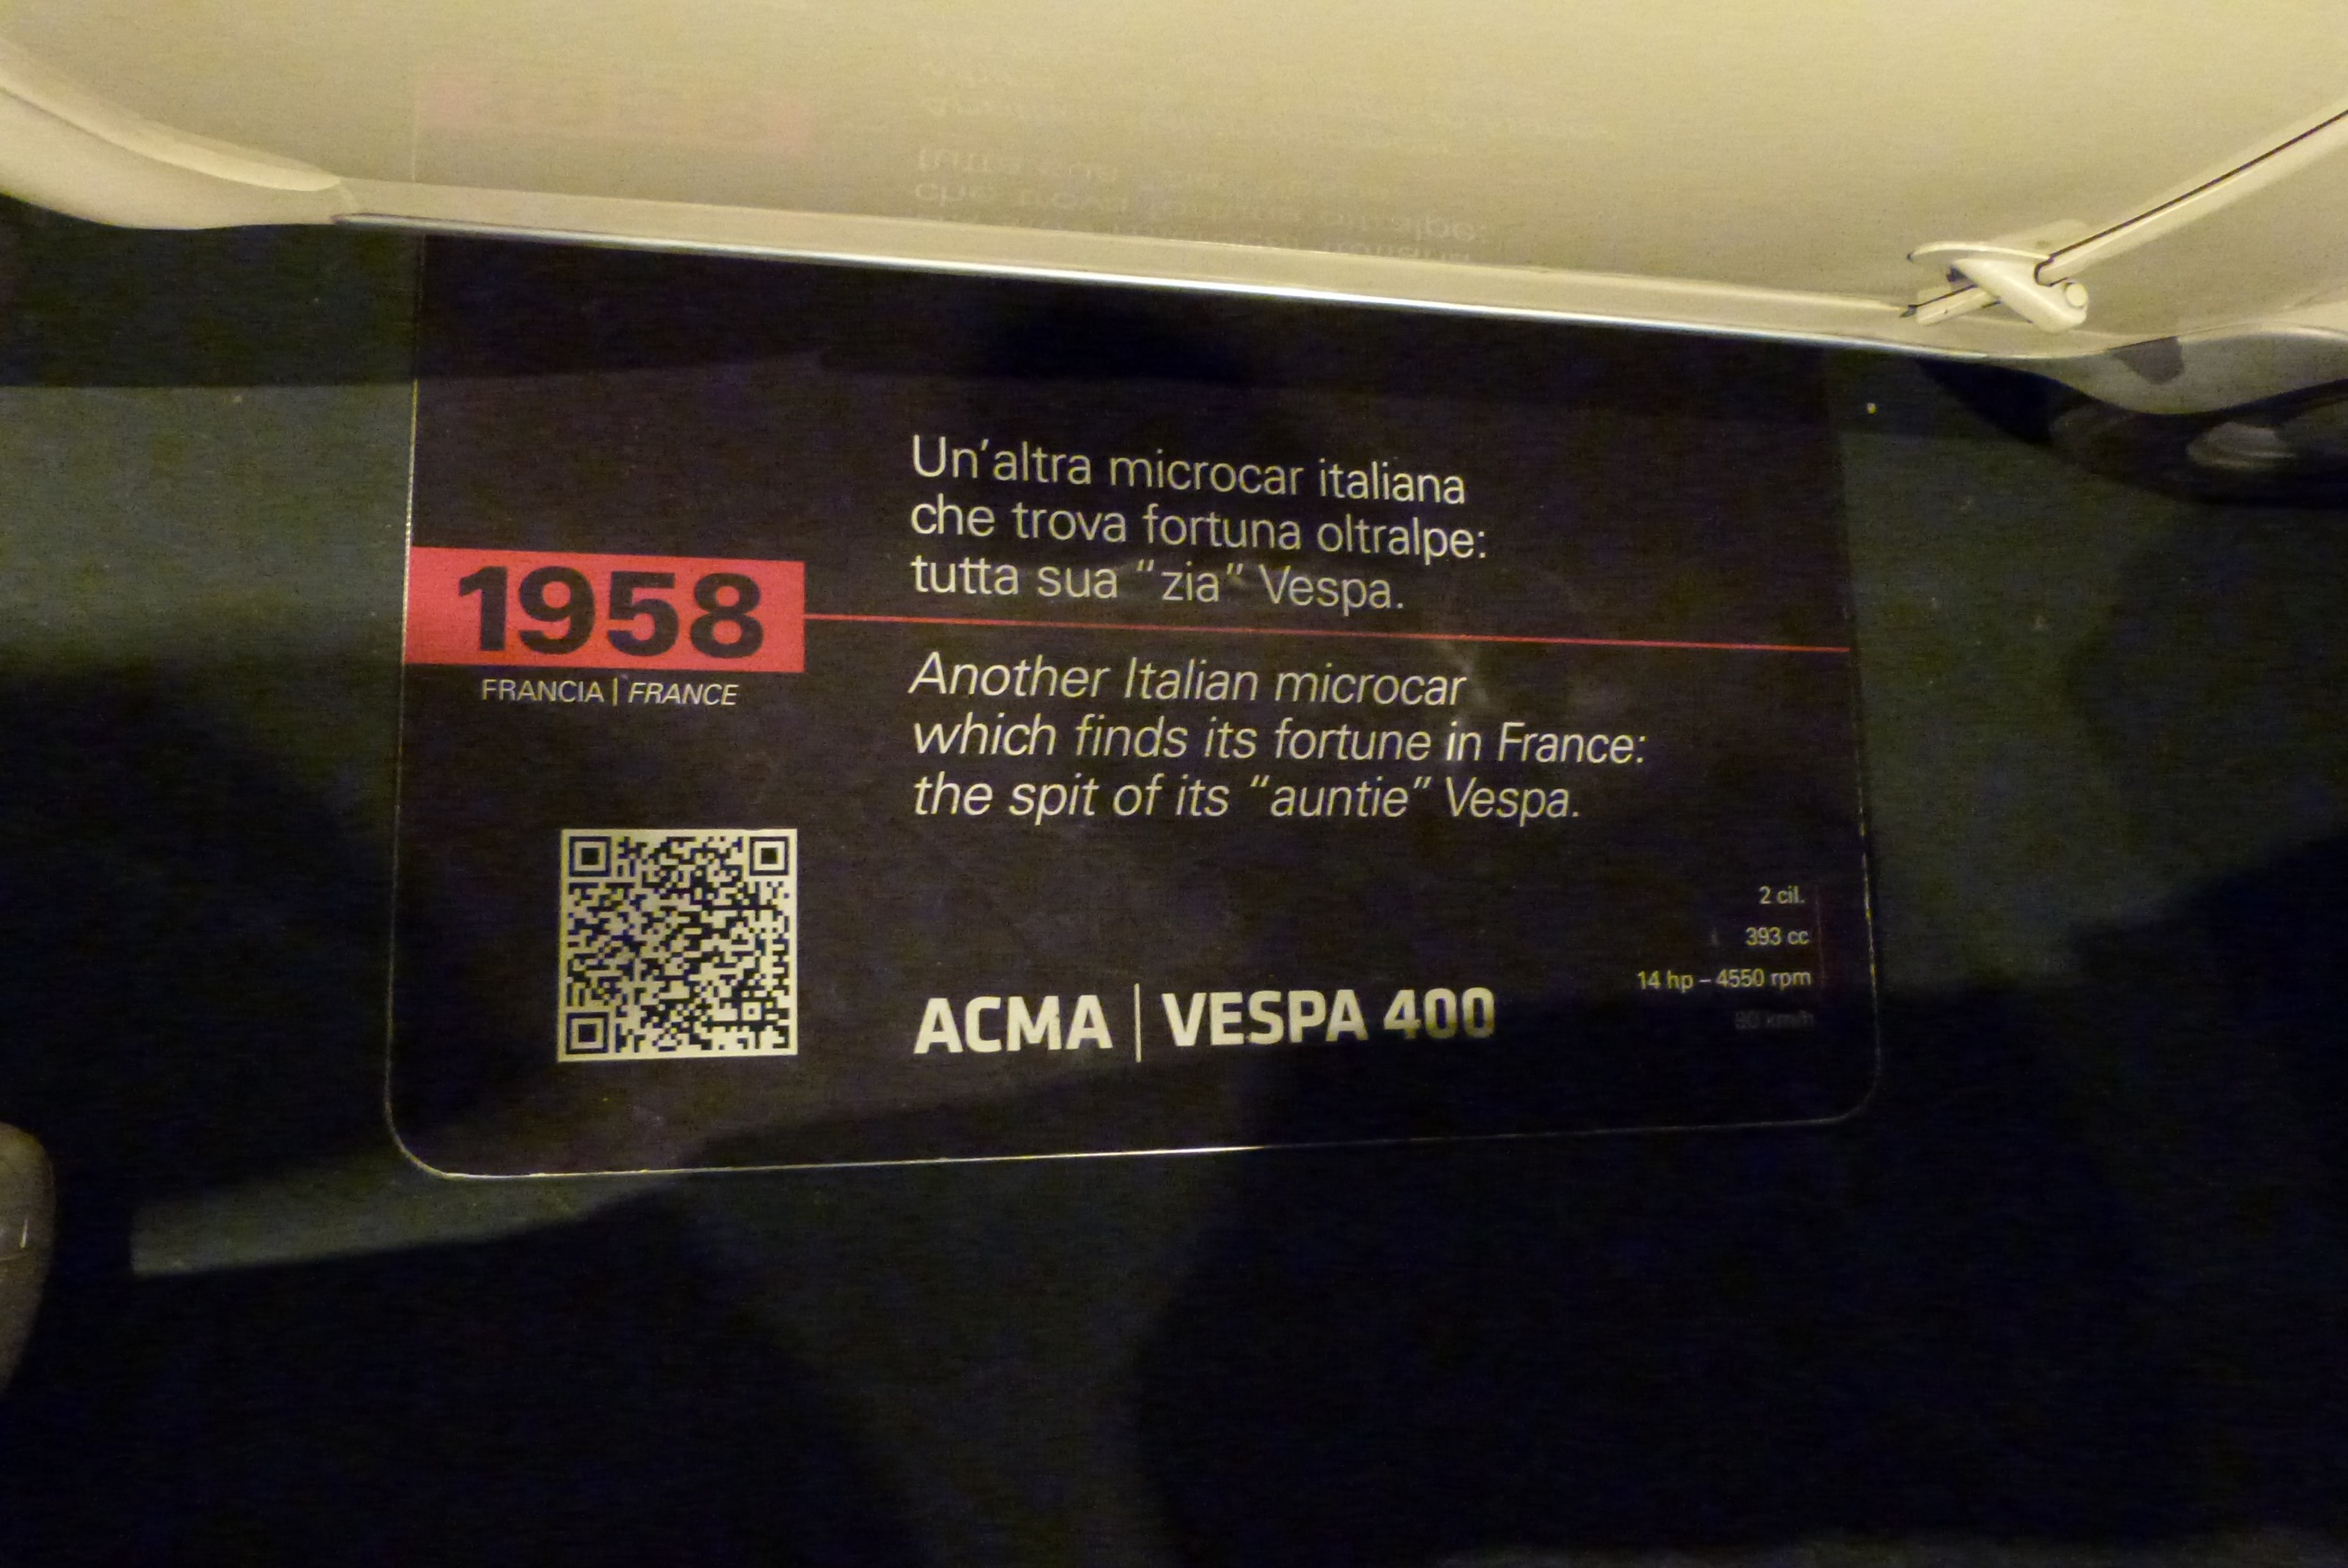 Un’altra microcar italiana
che trova fortuna oltralpe:
tutta sua “zia” Vespa.
1958
FRANCIA | FRANCE
Another Italian microcar
which finds its fortune in France:
the spit of its “auntie” Vespa.
2 cil.
393 cc
14 hp – 4550 rpm
km/h
ACMA | VESPA 400